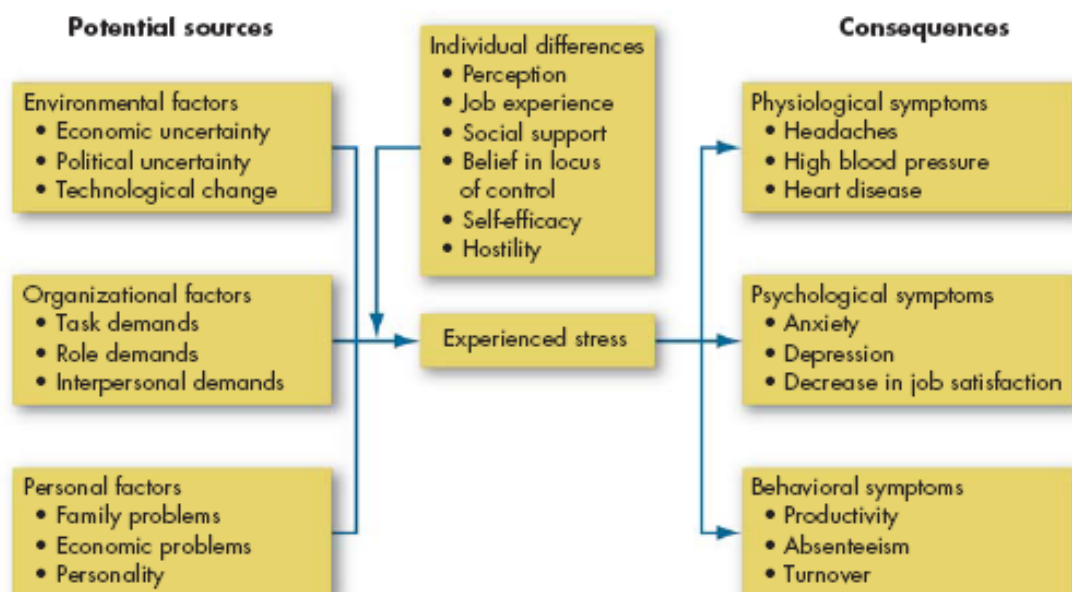 Potential sources
Environmental factors
• Economic uncertainty
• Political uncertainty
• Technological change
Organizational factors
• Task demands
• Role demands
• Interpersonal demands
Personal factors
• Family problems
• Economic problems
• Personality
Individual differences
• Perception
• Job experience
• Social support
• Belief in locus
of control
• Self-efficacy
• Hostility
Experienced stress
Consequences
Physiological symptoms
• Headaches
• High blood pressure
• Heart disease
Psychological symptoms
• Anxiety
• Depression
• Decrease in job satisfaction
Behavioral symptoms
• Productivity
• Absenteeism
• Turnover